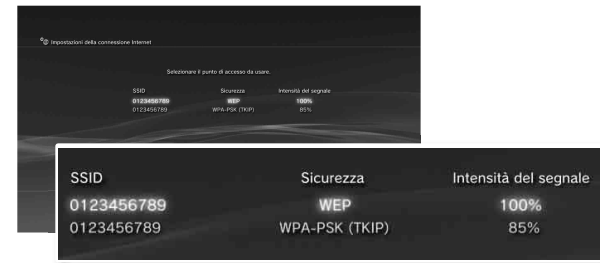 Impostazioni della connessione Internet
Selezionare il punto di accesso da usare.
SSID Sicurezza Intensità del segnale
0123456789 WEP 100%
0123456789 WPA-PSK (TKIP) 85%
SSID Sicurezza Intensità del segnale
0123456789 WEP 100%
0123456789 WPA-PSK (TKIP) 85%